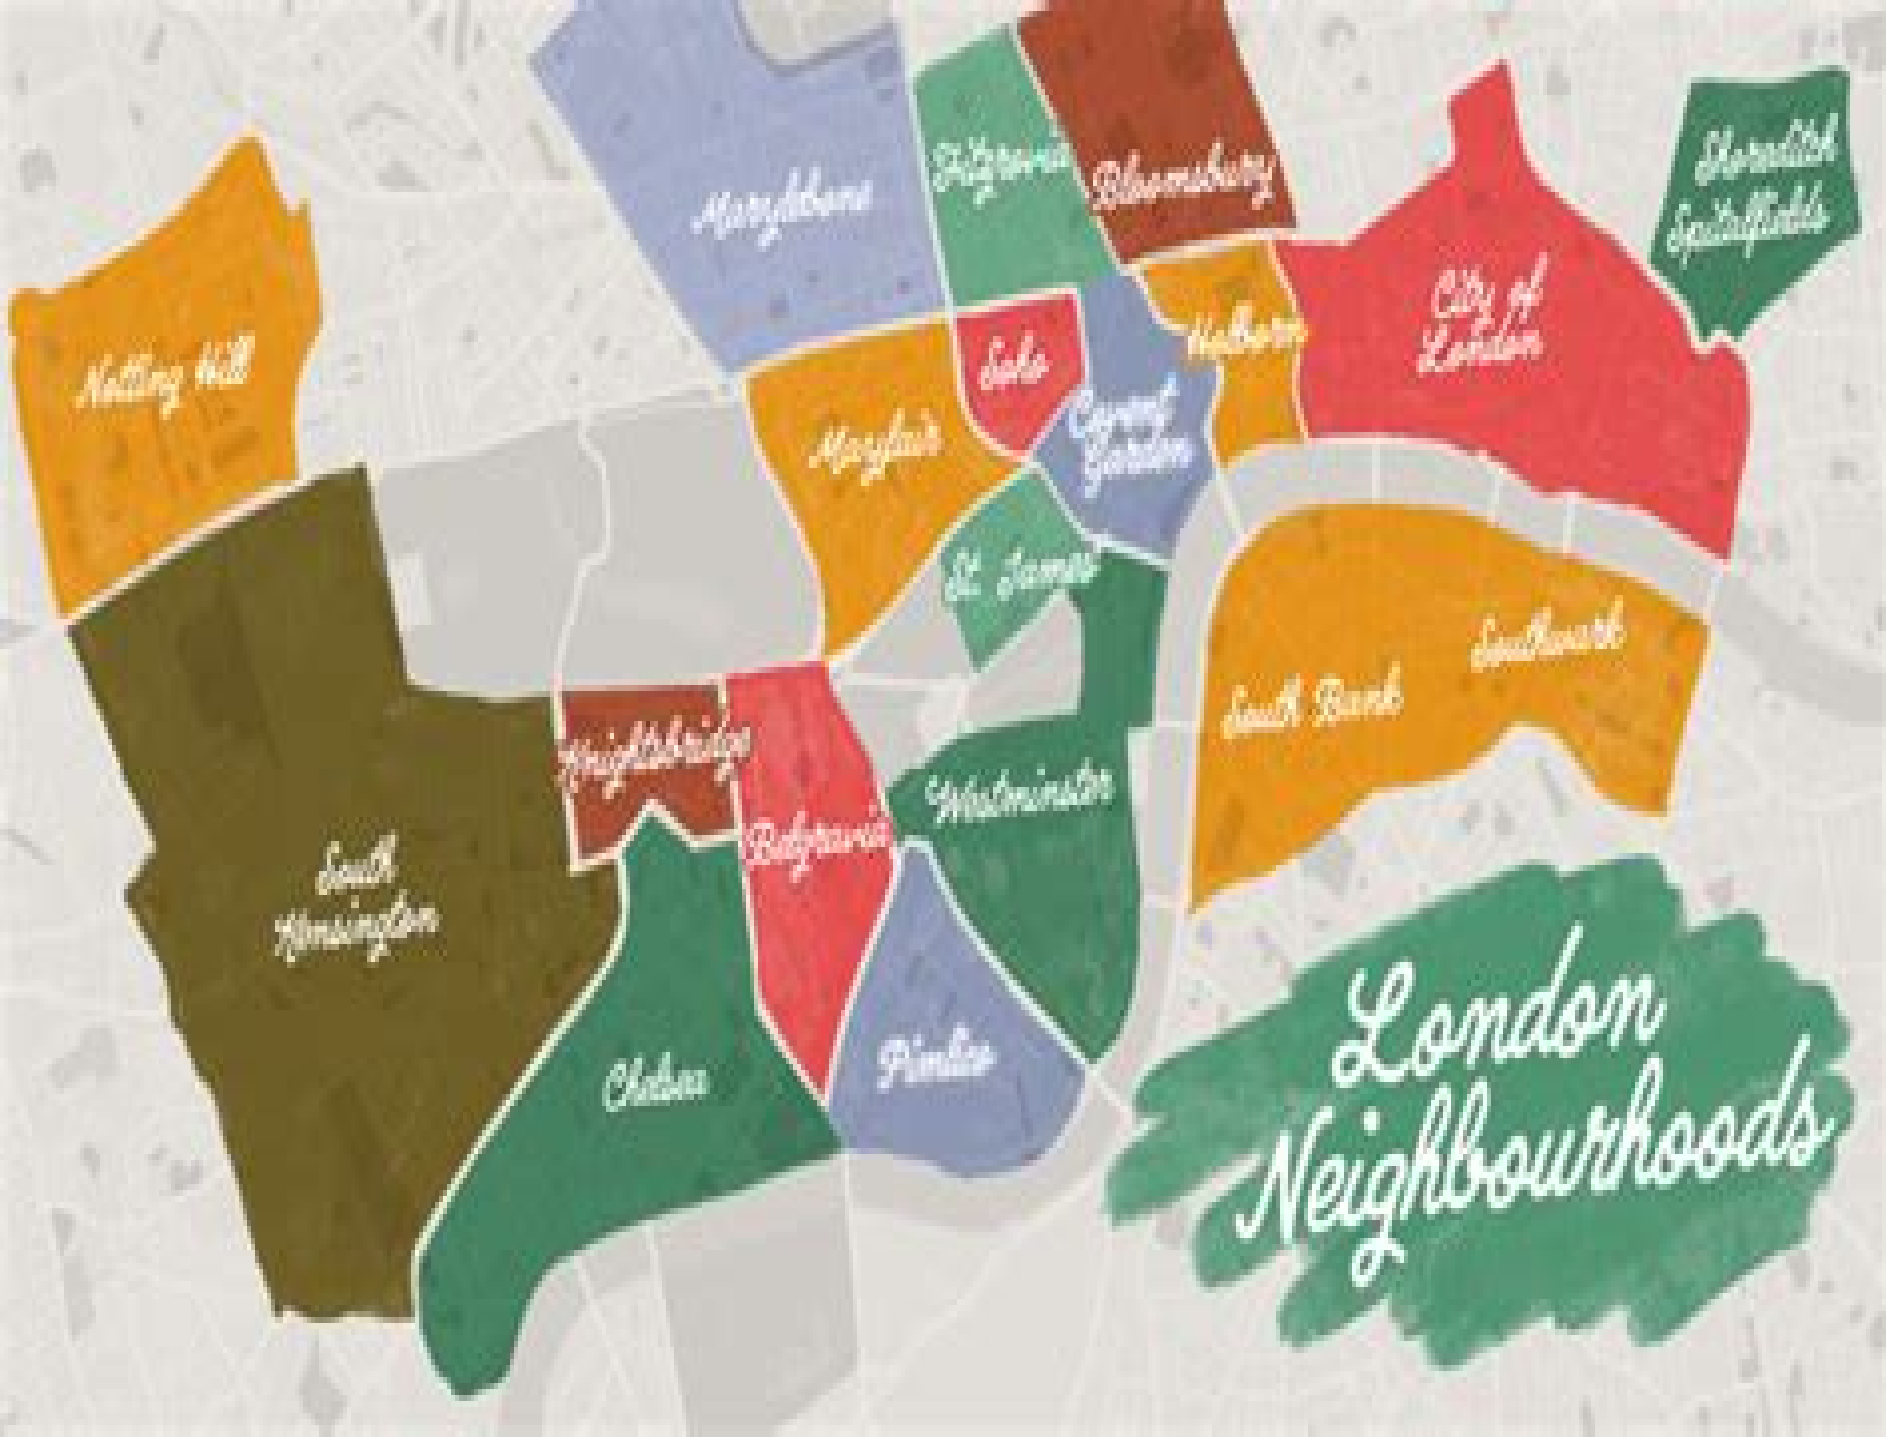 Marylebone
Fitzrovia
Bloomsbury
Shoreditch
Spitalfields
City of
London
Notting Hill
Holborn
Soho
Mayfair
Covent
Garden
St. James
Southwark
South Bank
Knightsbridge
Westminster
Belgravia
South
Kensington
Chelsea
Pimlico
London
Neighbourhoods